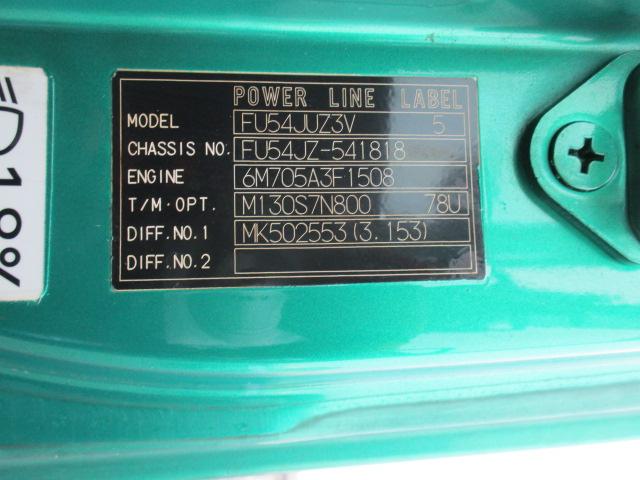 POWER LINE LABEL
MODEL FU54JUZ3V 5
CHASSIS NO. FU54JZ-541818
ENGINE 6M705A3F1508
T/M·OPT. M130S7N800 78U
DIFF.NO.1 MK502553(3.153)
DIFF.NO.2
18%